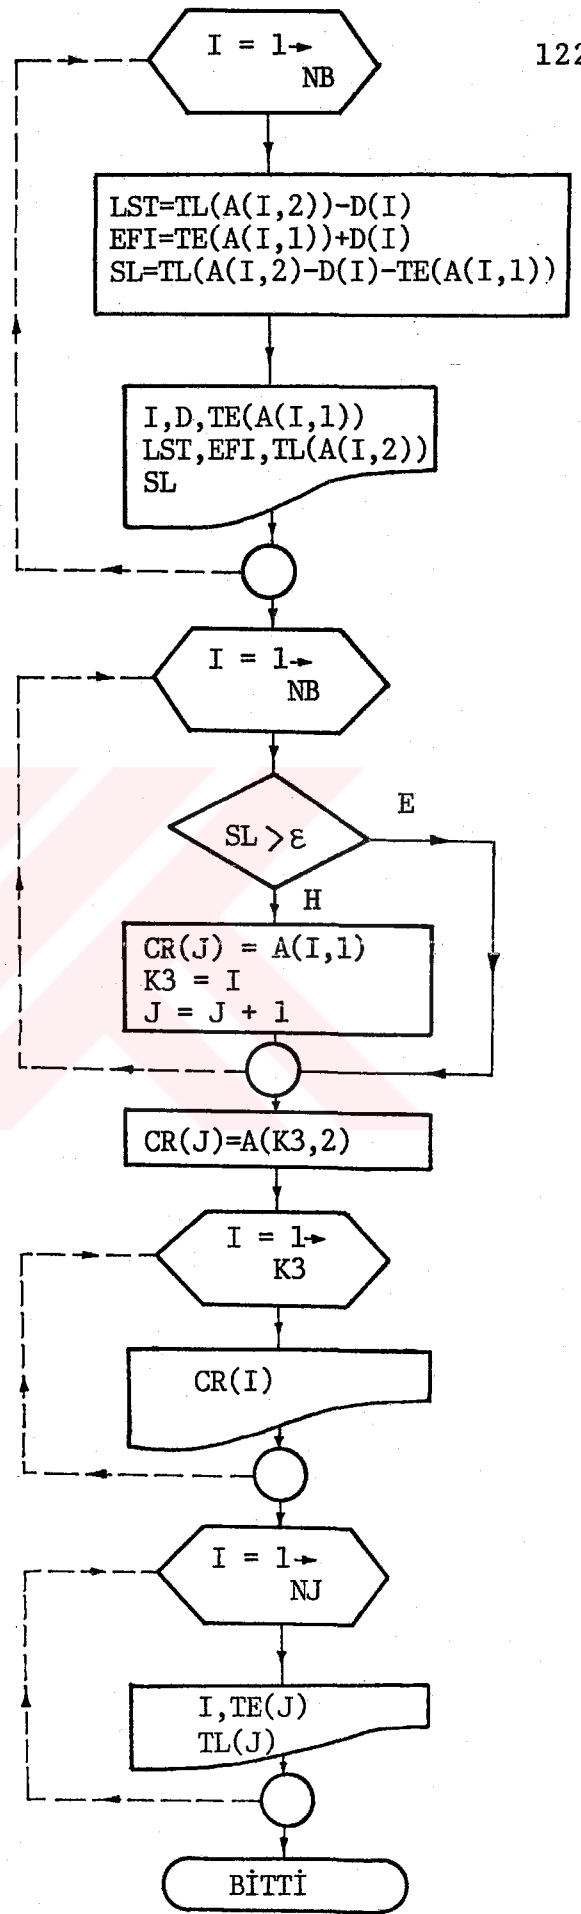 I = 1→
NB
122
LST=TL(A(I,2))-D(I)
EFI=TE(A(I,1))+D(I)
SL=TL(A(I,2)-D(I)-TE(A(I,1))
I,D,TE(A(I,1))
LST,EFI,TL(A(I,2))
SL
I = 1→
NB
E
SL>ε
H
CR(J) = A(I,1)
K3 = I
J = J + 1
CR(J)=A(K3,2)
I = 1→
K3
CR(I)
I = 1→
NJ
I,TE(J)
TL(J)
BİTTİ